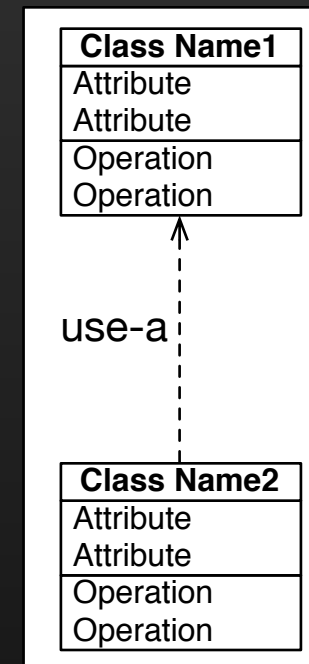 Class Name1
Attribute
Attribute
Operation
Operation
use-a
Class Name2
Attribute
Attribute
Operation
Operation